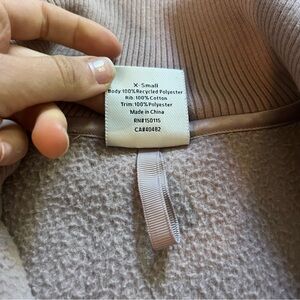 X-Small
Body: 100% Recycled Polyester
Rib: 100% Cotton
Trim: 100% Polyester
Made in China
RN#150115
CA#40482